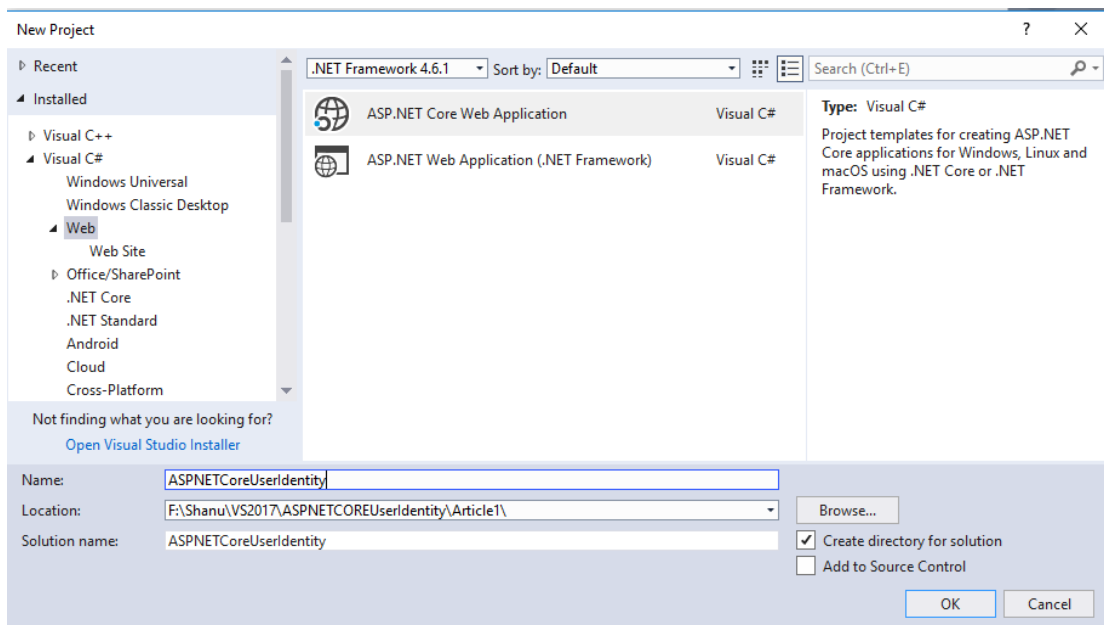 New Project
?
Recent
Installed
Visual C++
Visual C#
Windows Universal
Windows Classic Desktop
Web
Web Site
Office/SharePoint
.NET Core
.NET Standard
Android
Cloud
Cross-Platform
Not finding what you are looking for?
Open Visual Studio Installer
.NET Framework 4.6.1 Sort by: Default
ASP.NET Core Web Application Visual C#
ASP.NET Web Application (.NET Framework) Visual C#
Search (Ctrl+E)
Type: Visual C#
Project templates for creating ASP.NET
Core applications for Windows, Linux and
macOS using .NET Core or .NET
Framework.
Name: ASPNETCoreUserIdentity
Location: F:\Shanu\VS2017\ASPNETCOREUserIdentity\Article1\ Browse...
Solution name: ASPNETCoreUserIdentity
Create directory for solution
Add to Source Control
OK Cancel